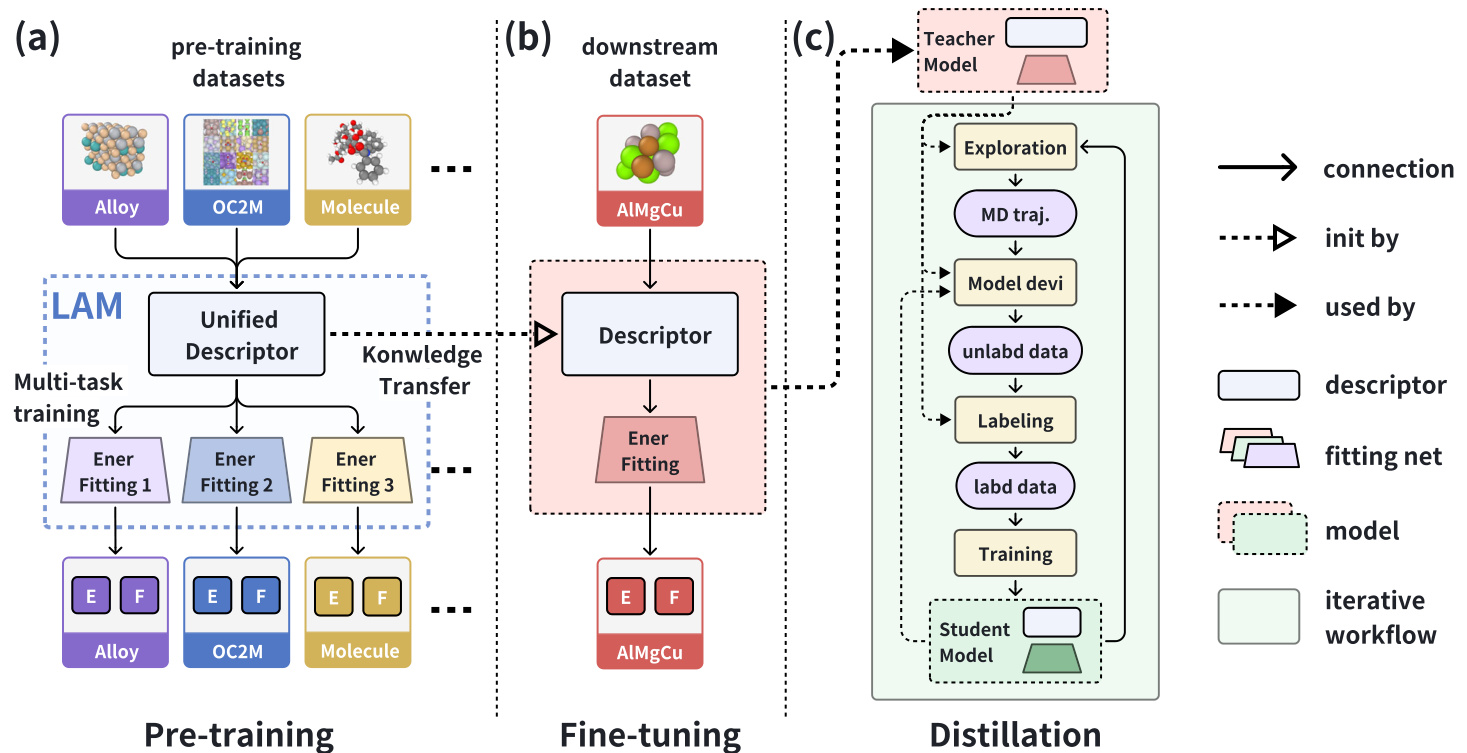 (a)
pre-training
datasets
Alloy
OC2M
Molecule
LAM
Unified
Descriptor
Multi-task
training
Konwledge
Transfer
Ener
Fitting 1
Ener
Fitting 2
Ener
Fitting 3
E
F
Alloy
E
F
OC2M
E
F
Molecule
Pre-training
(b)
downstream
dataset
AlMgCu
Descriptor
Ener
Fitting
E
F
AlMgCu
Fine-tuning
(c)
Teacher
Model
Exploration
MD traj.
Model devi
unlabd data
Labeling
labd data
Training
Student
Model
Distillation
connection
init by
used by
descriptor
fitting net
model
iterative
workflow